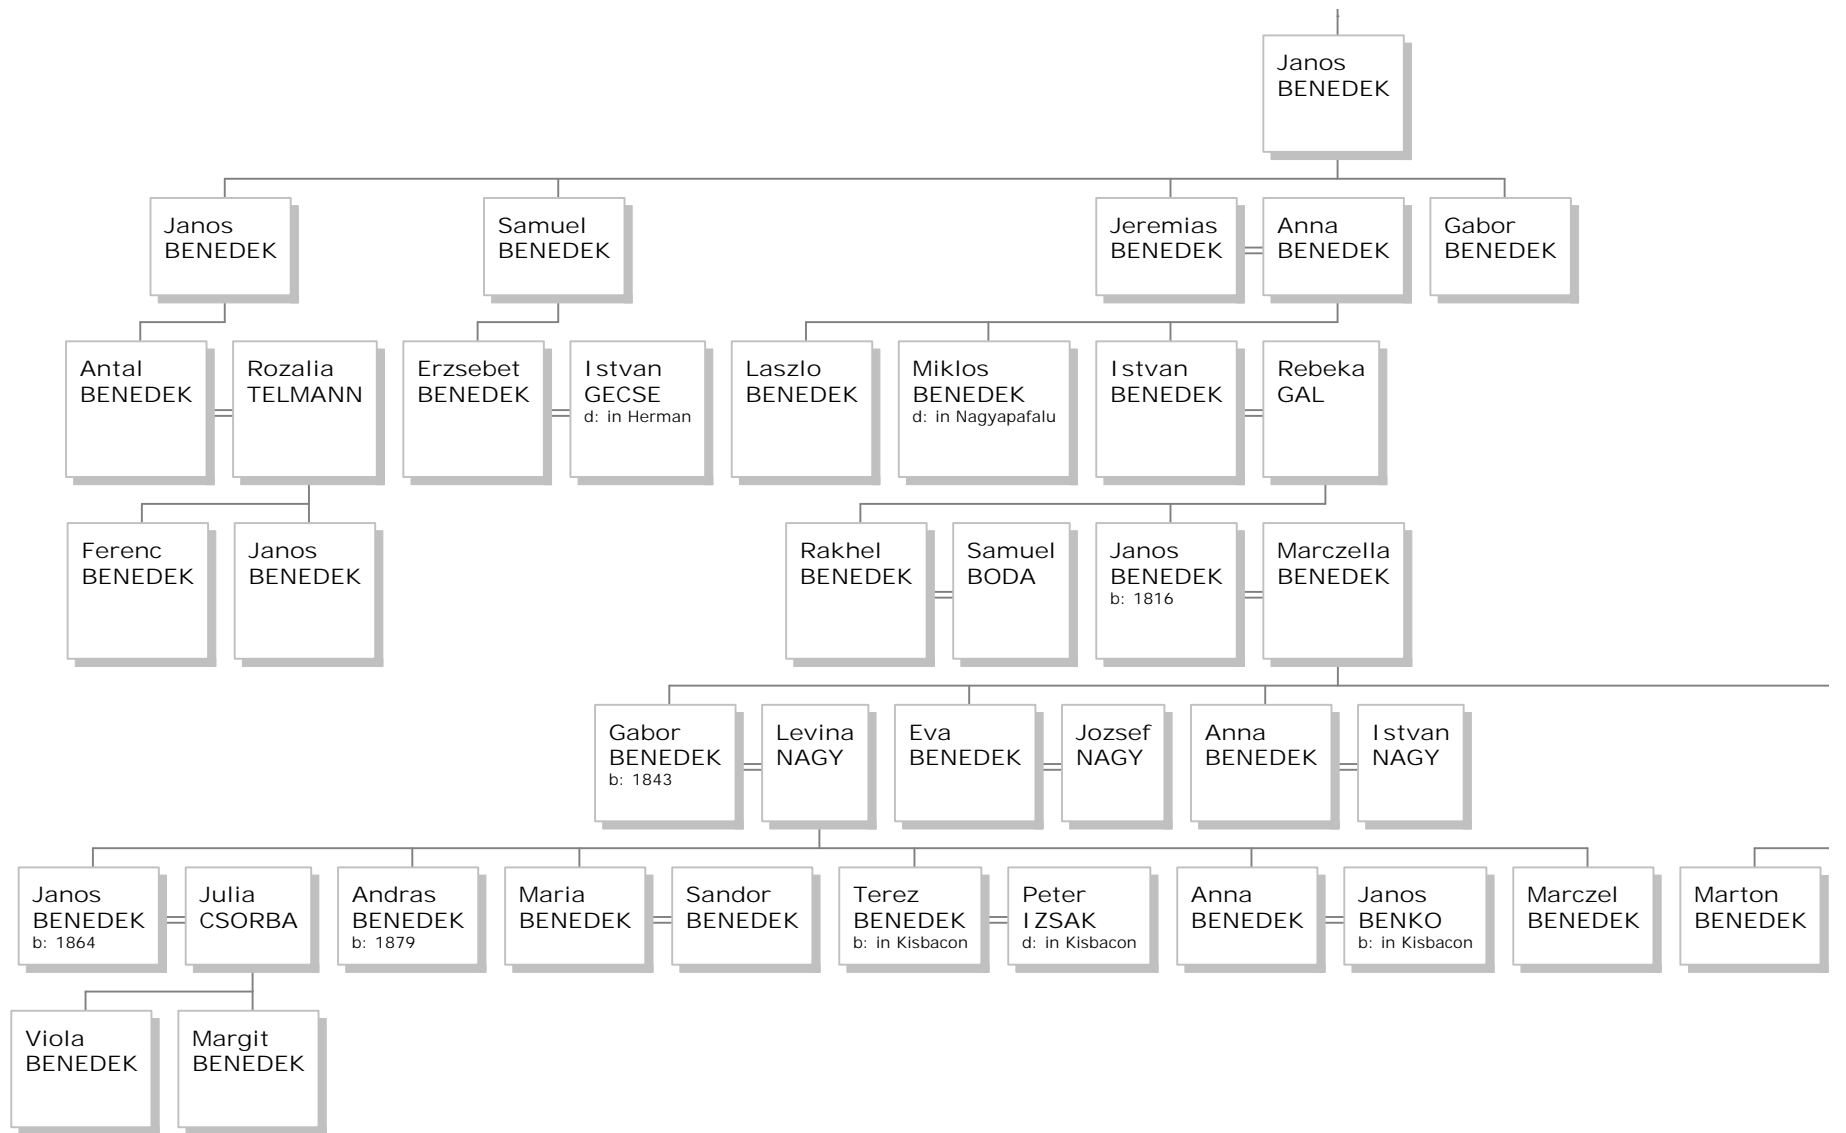 Janos
BENEDEK
Janos
BENEDEK
Samuel
BENEDEK
Jeremias
BENEDEK
Anna
BENEDEK
Gabor
BENEDEK
Antal
BENEDEK
Rozalia
TELMANN
Erzsebet
BENEDEK
Istvan
GECSE
d: in Herman
Laszlo
BENEDEK
Miklos
BENEDEK
d: in Nagyapafalu
Istvan
BENEDEK
Rebeka
GAL
Ferenc
BENEDEK
Janos
BENEDEK
Rakhel
BENEDEK
Samuel
BODA
Janos
BENEDEK
b: 1816
Marczella
BENEDEK
Gabor
BENEDEK
b: 1843
Levina
NAGY
Eva
BENEDEK
Jozsef
NAGY
Anna
BENEDEK
Istvan
NAGY
Janos
BENEDEK
b: 1864
Julia
CSORBA
Andras
BENEDEK
b: 1879
Maria
BENEDEK
Sandor
BENEDEK
Terez
BENEDEK
b: in Kisbacon
Peter
IZSAK
d: in Kisbacon
Anna
BENEDEK
Janos
BENKO
b: in Kisbacon
Marczel
BENEDEK
Marton
BENEDEK
Viola
BENEDEK
Margit
BENEDEK